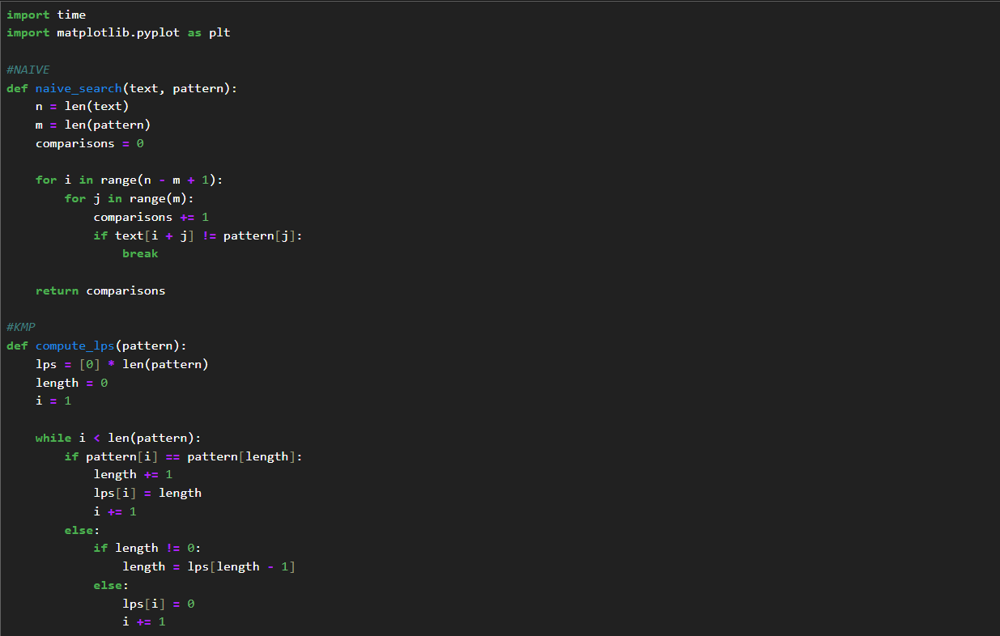 import time
import matplotlib.pyplot as plt
#NAIVE
def naive_search(text, pattern):
    n = len(text)
    m = len(pattern)
    comparisons = 0
    for i in range(n - m + 1):
        for j in range(m):
            comparisons += 1
            if text[i + j] != pattern[j]:
                break
    return comparisons
#KMP
def compute_lps(pattern):
    lps = [0] * len(pattern)
    length = 0
    i = 1
    while i < len(pattern):
        if pattern[i] == pattern[length]:
            length += 1
            lps[i] = length
            i += 1
        else:
            if length != 0:
                length = lps[length - 1]
            else:
                lps[i] = 0
                i += 1